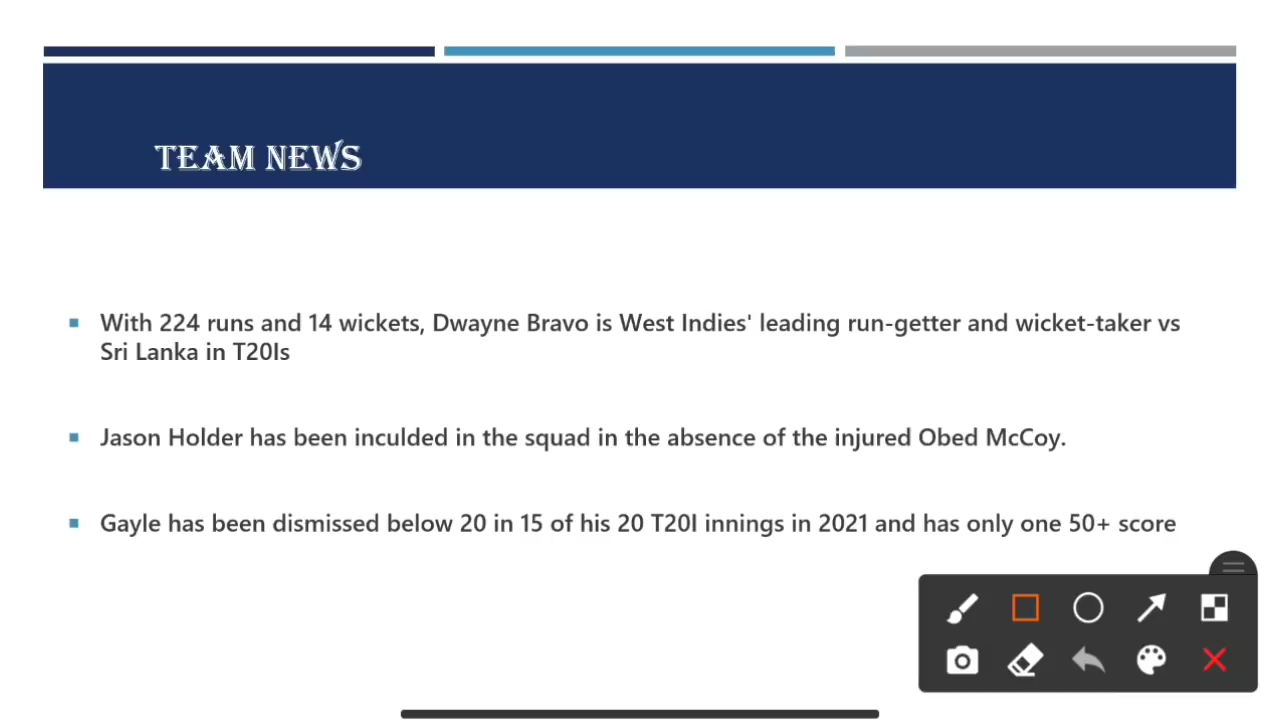 TEAM NEWS
With 224 runs and 14 wickets, Dwayne Bravo is West Indies' leading run-getter and wicket-taker vs
Sri Lanka in T20Is
Jason Holder has been inculded in the squad in the absence of the injured Obed McCoy.
Gayle has been dismissed below 20 in 15 of his 20 T20I innings in 2021 and has only one 50+ score